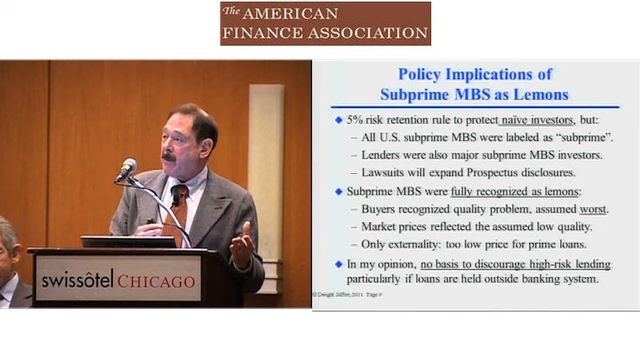 The AMERICAN
FINANCE ASSOCIATION
Policy Implications of
Subprime MBS as Lemons
5% risk retention rule to protect naïve investors, but:
– All U.S. subprime MBS were labeled as “subprime”.
– Lenders were also major subprime MBS investors.
– Lawsuits will expand Prospectus disclosures.
Subprime MBS were fully recognized as lemons:
– Buyers recognized quality problem, assumed worst.
– Market prices reflected the assumed low quality.
– Only externality: too low price for prime loans.
In my opinion, no basis to discourage high-risk lending
particularly if loans are held outside banking system.
© Dwight Jaffee, 2011 Page
swissôtel CHICAGO